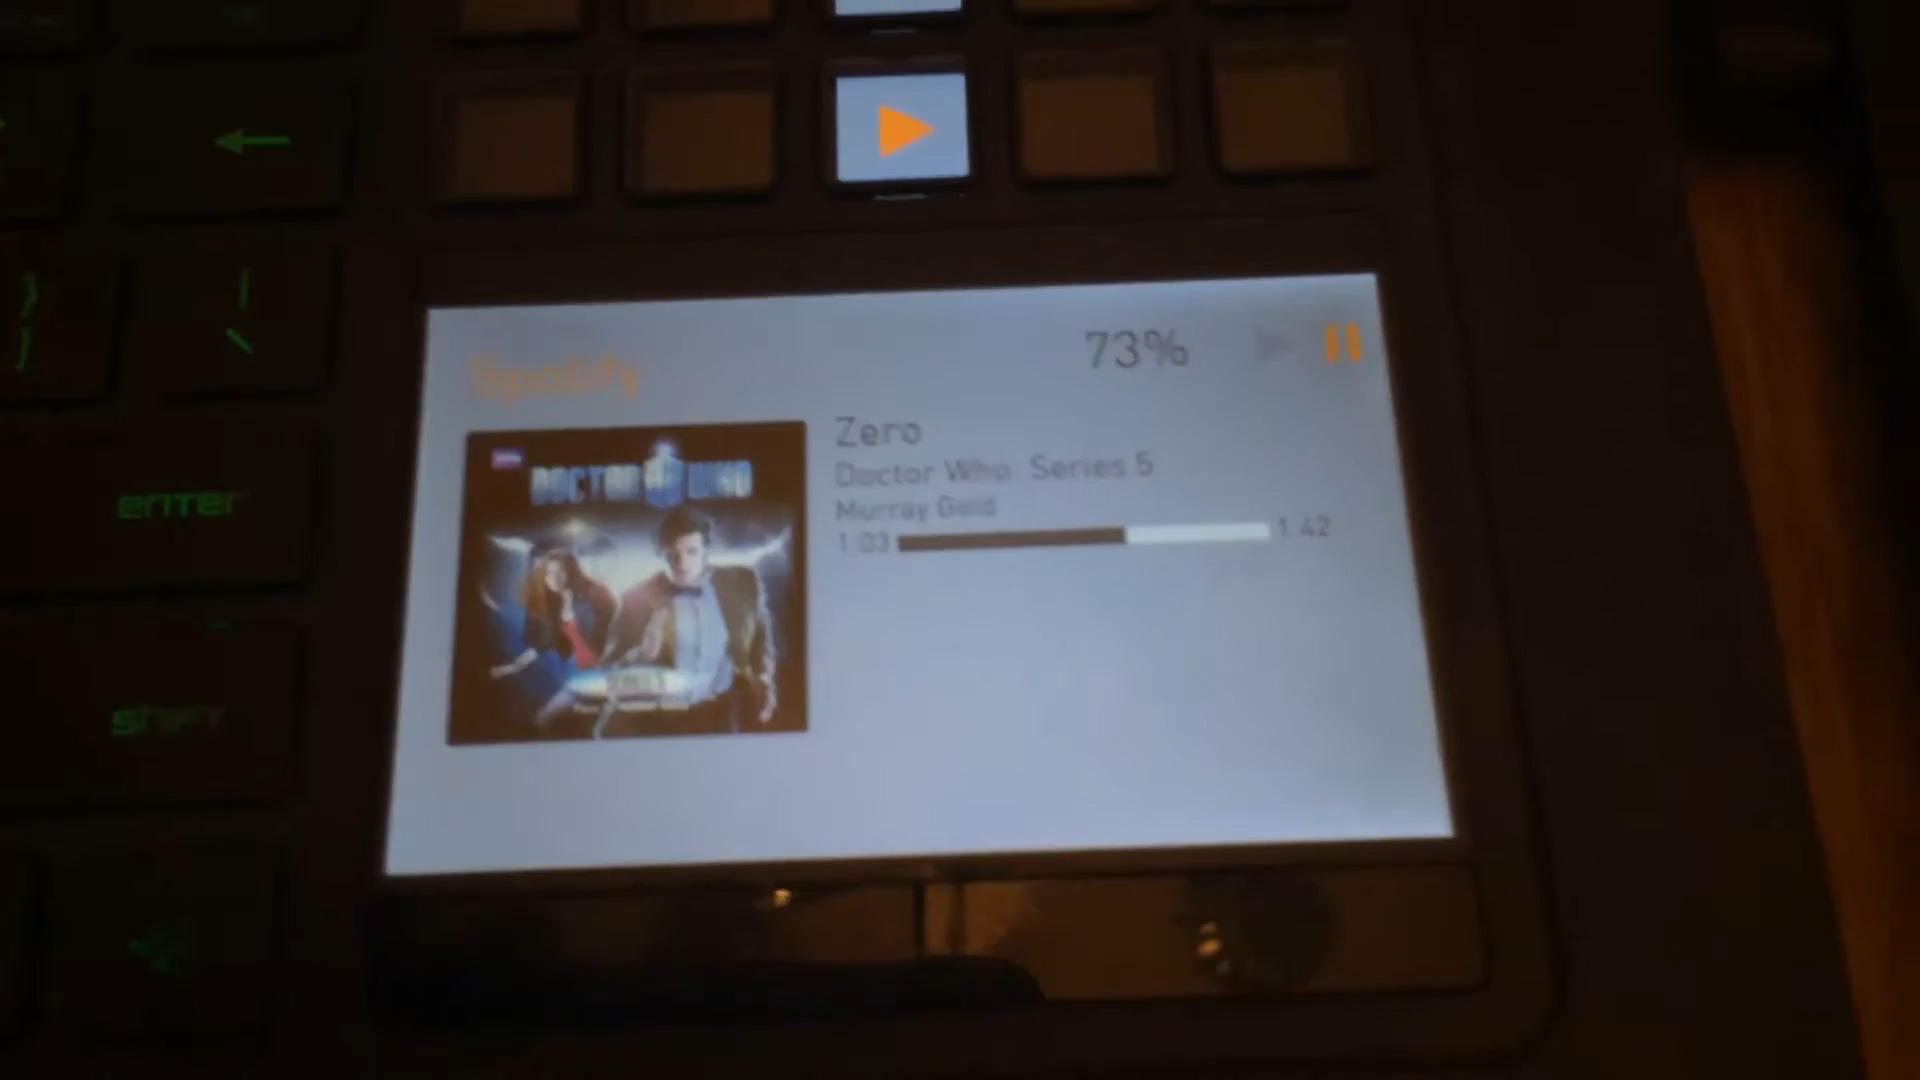 73%
Spotify
Zero
Doctor Who Series 5
Murray Gold
1:03 1:42
DOCTOR WHO
}
]
|
\
enter
shift